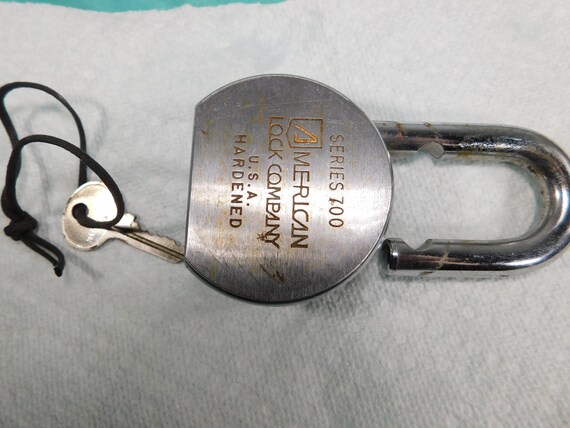 SERIES 700
AMERICAN
LOCK COMPANY
U.S.A.
HARDENED